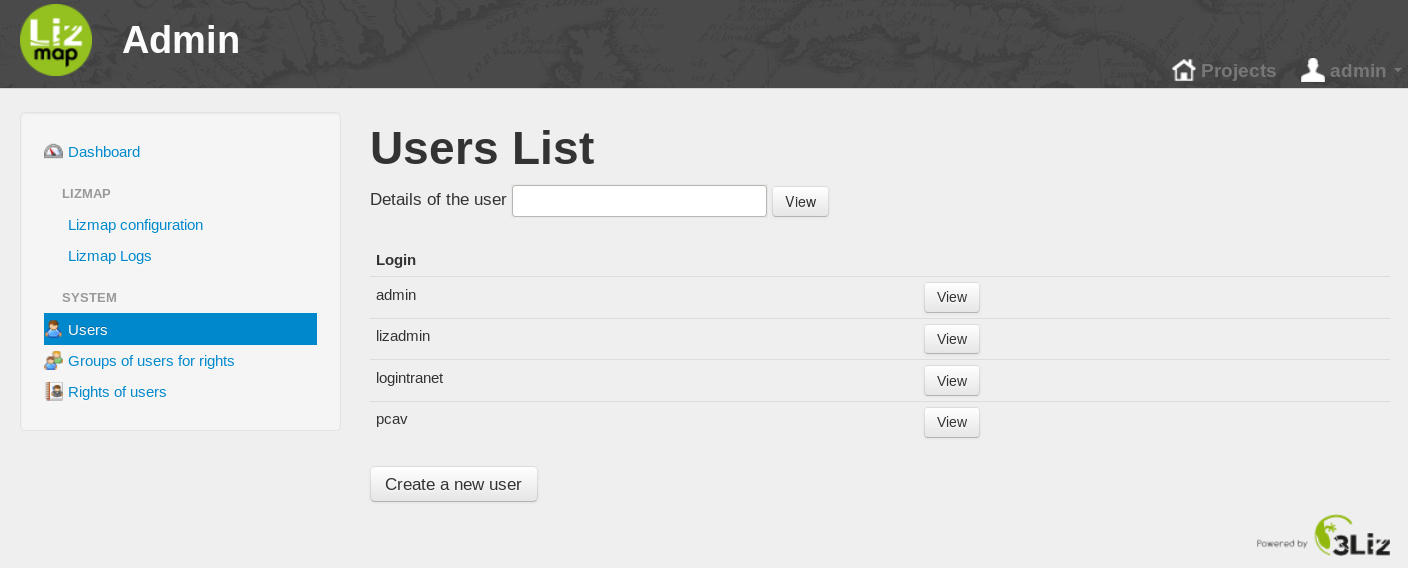 Liz
map
Admin
Projects
admin
Dashboard
LIZMAP
Lizmap configuration
Lizmap Logs
SYSTEM
Users
Groups of users for rights
Rights of users
Users List
Details of the user
View
Login
admin View
lizadmin View
logintranet View
pcav View
Create a new user
Powered by 3Liz